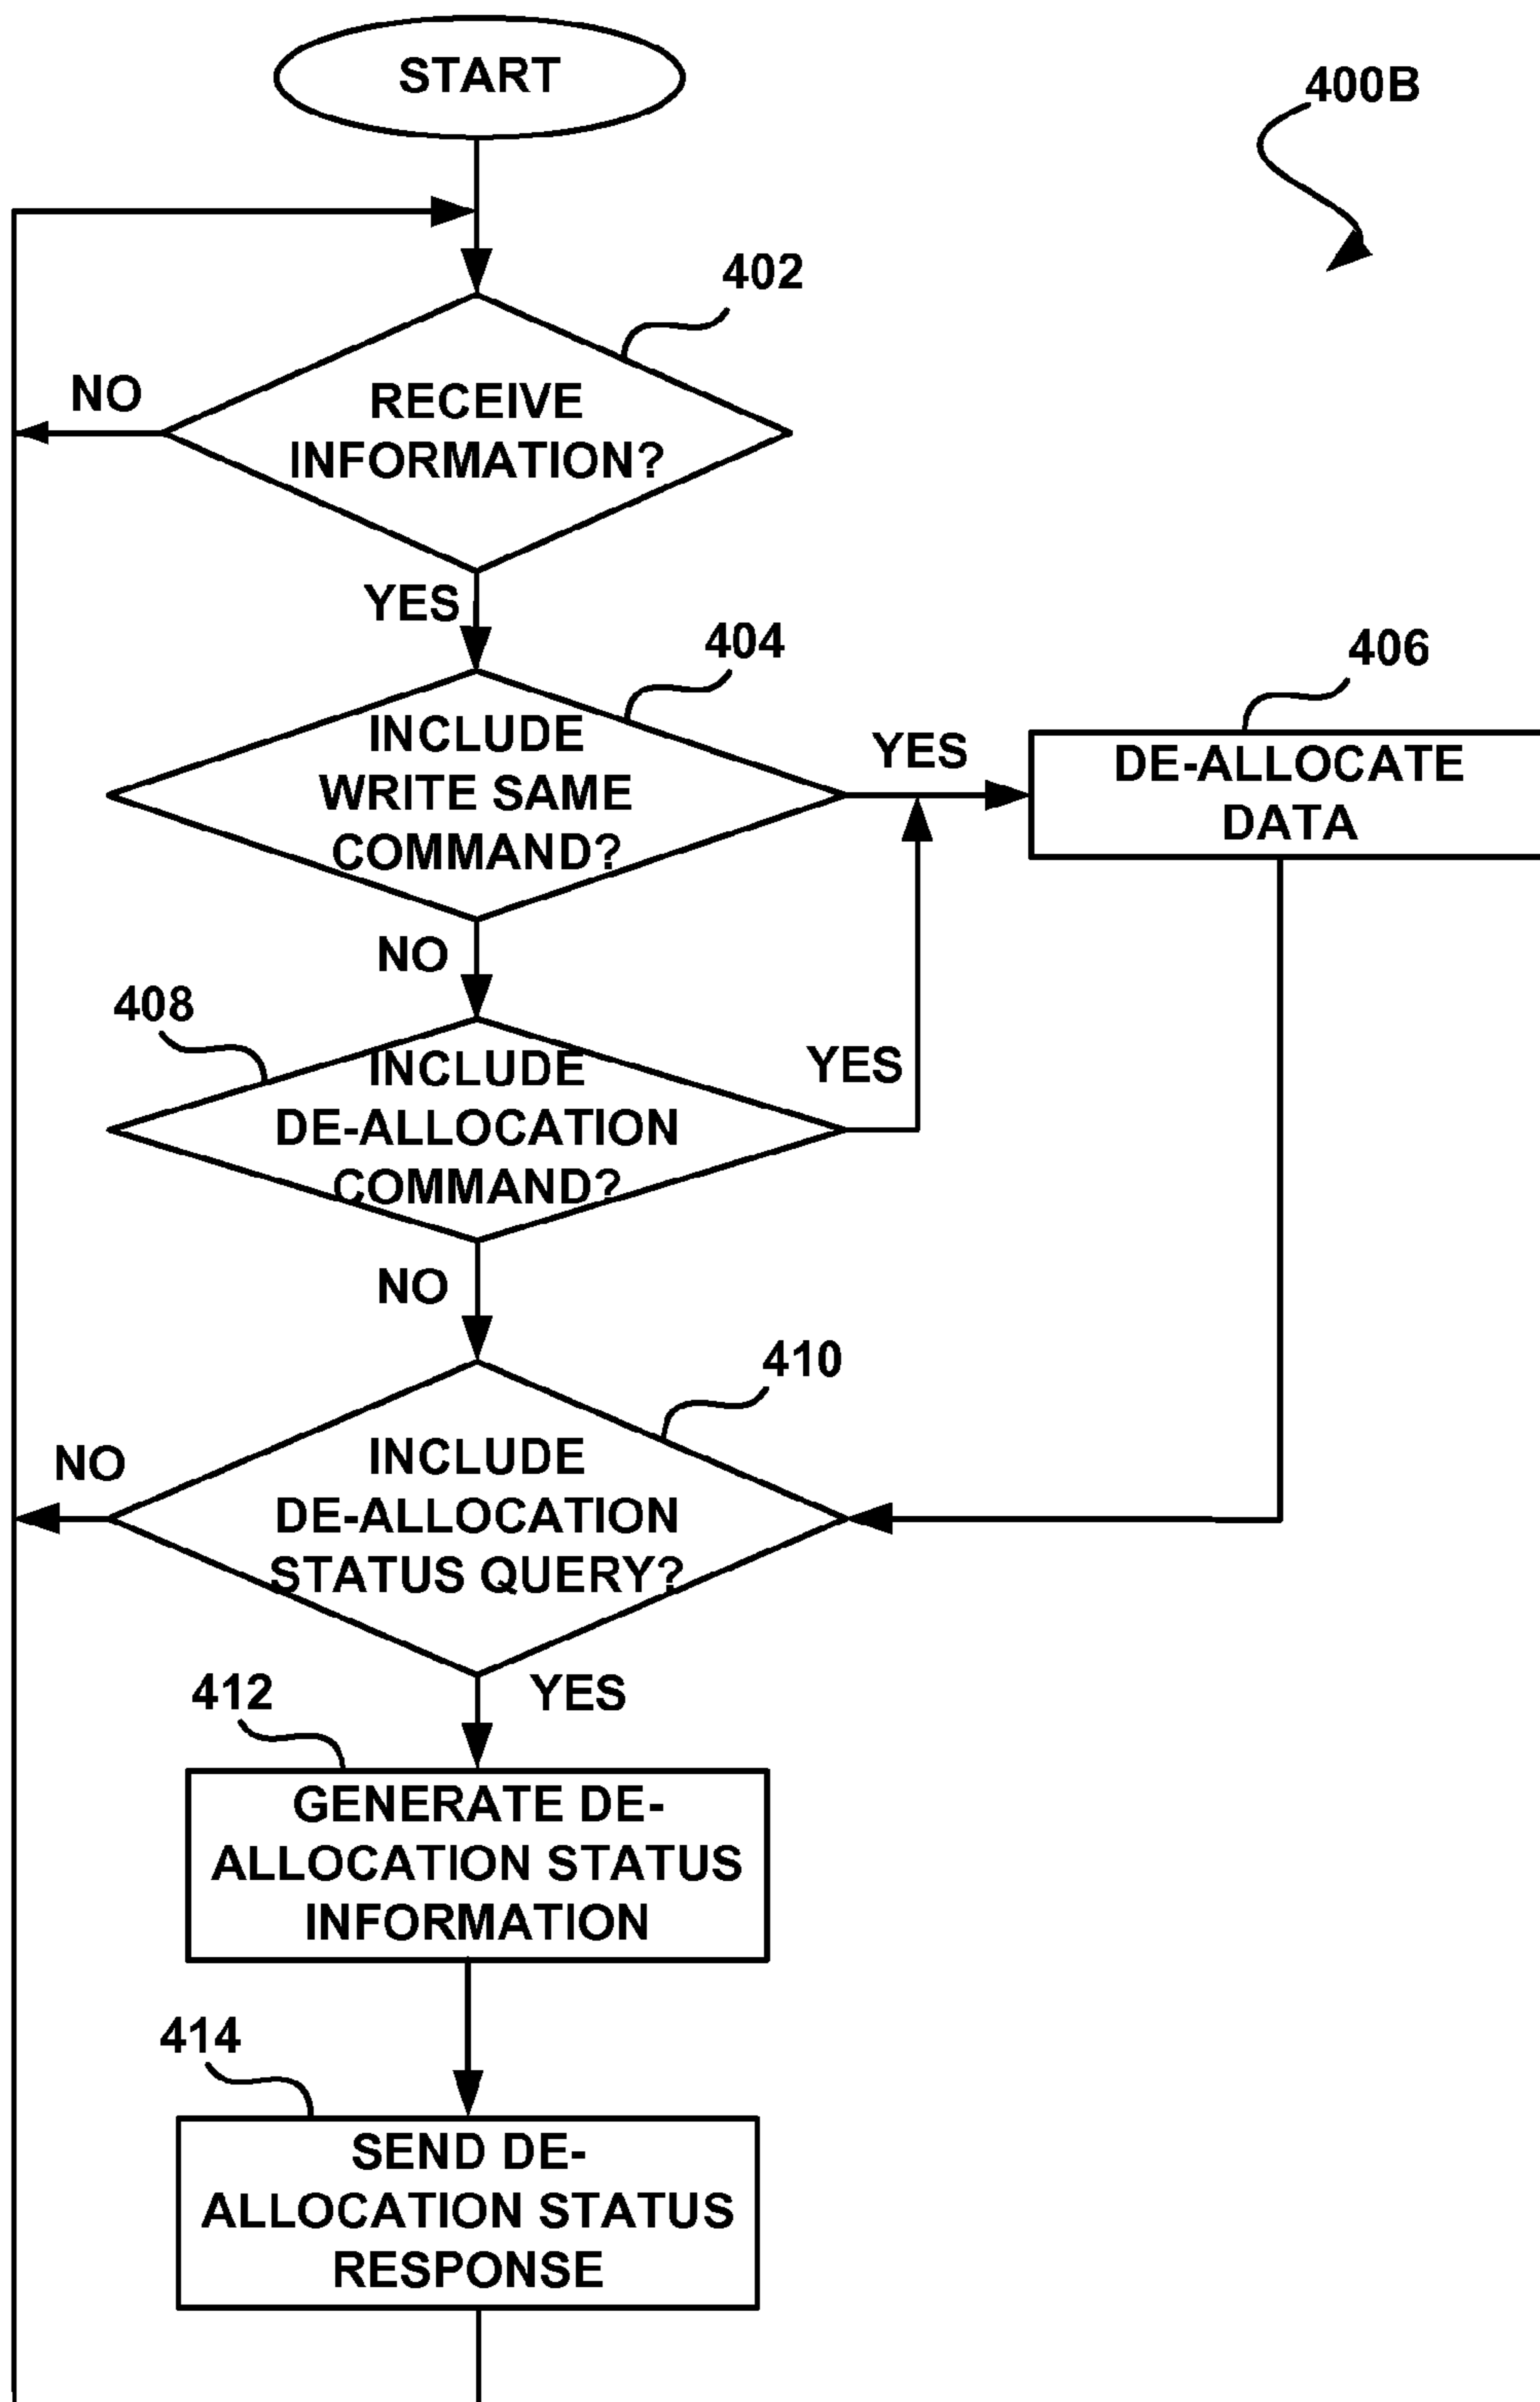 START
400B
402
NO
RECEIVE
INFORMATION?
YES
404
406
INCLUDE
WRITE SAME
COMMAND?
YES
DE-ALLOCATE
DATA
NO
408
INCLUDE
DE-ALLOCATION
COMMAND?
YES
NO
410
NO
INCLUDE
DE-ALLOCATION
STATUS QUERY?
412
YES
GENERATE DE-
ALLOCATION STATUS
INFORMATION
414
SEND DE-
ALLOCATION STATUS
RESPONSE